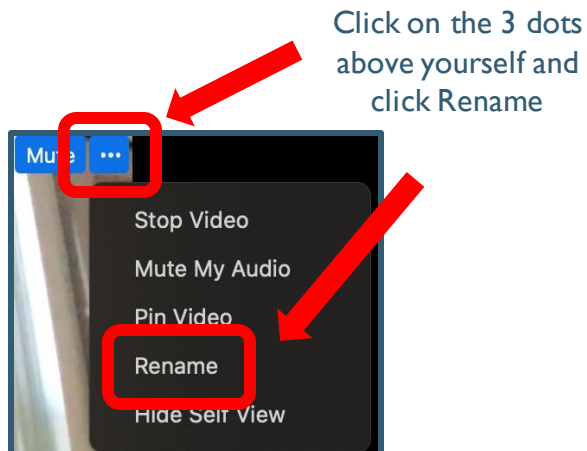 Click on the 3 dots
above yourself and
click Rename
Mute •••
Stop Video
Mute My Audio
Pin Video
Rename
Hide Self View